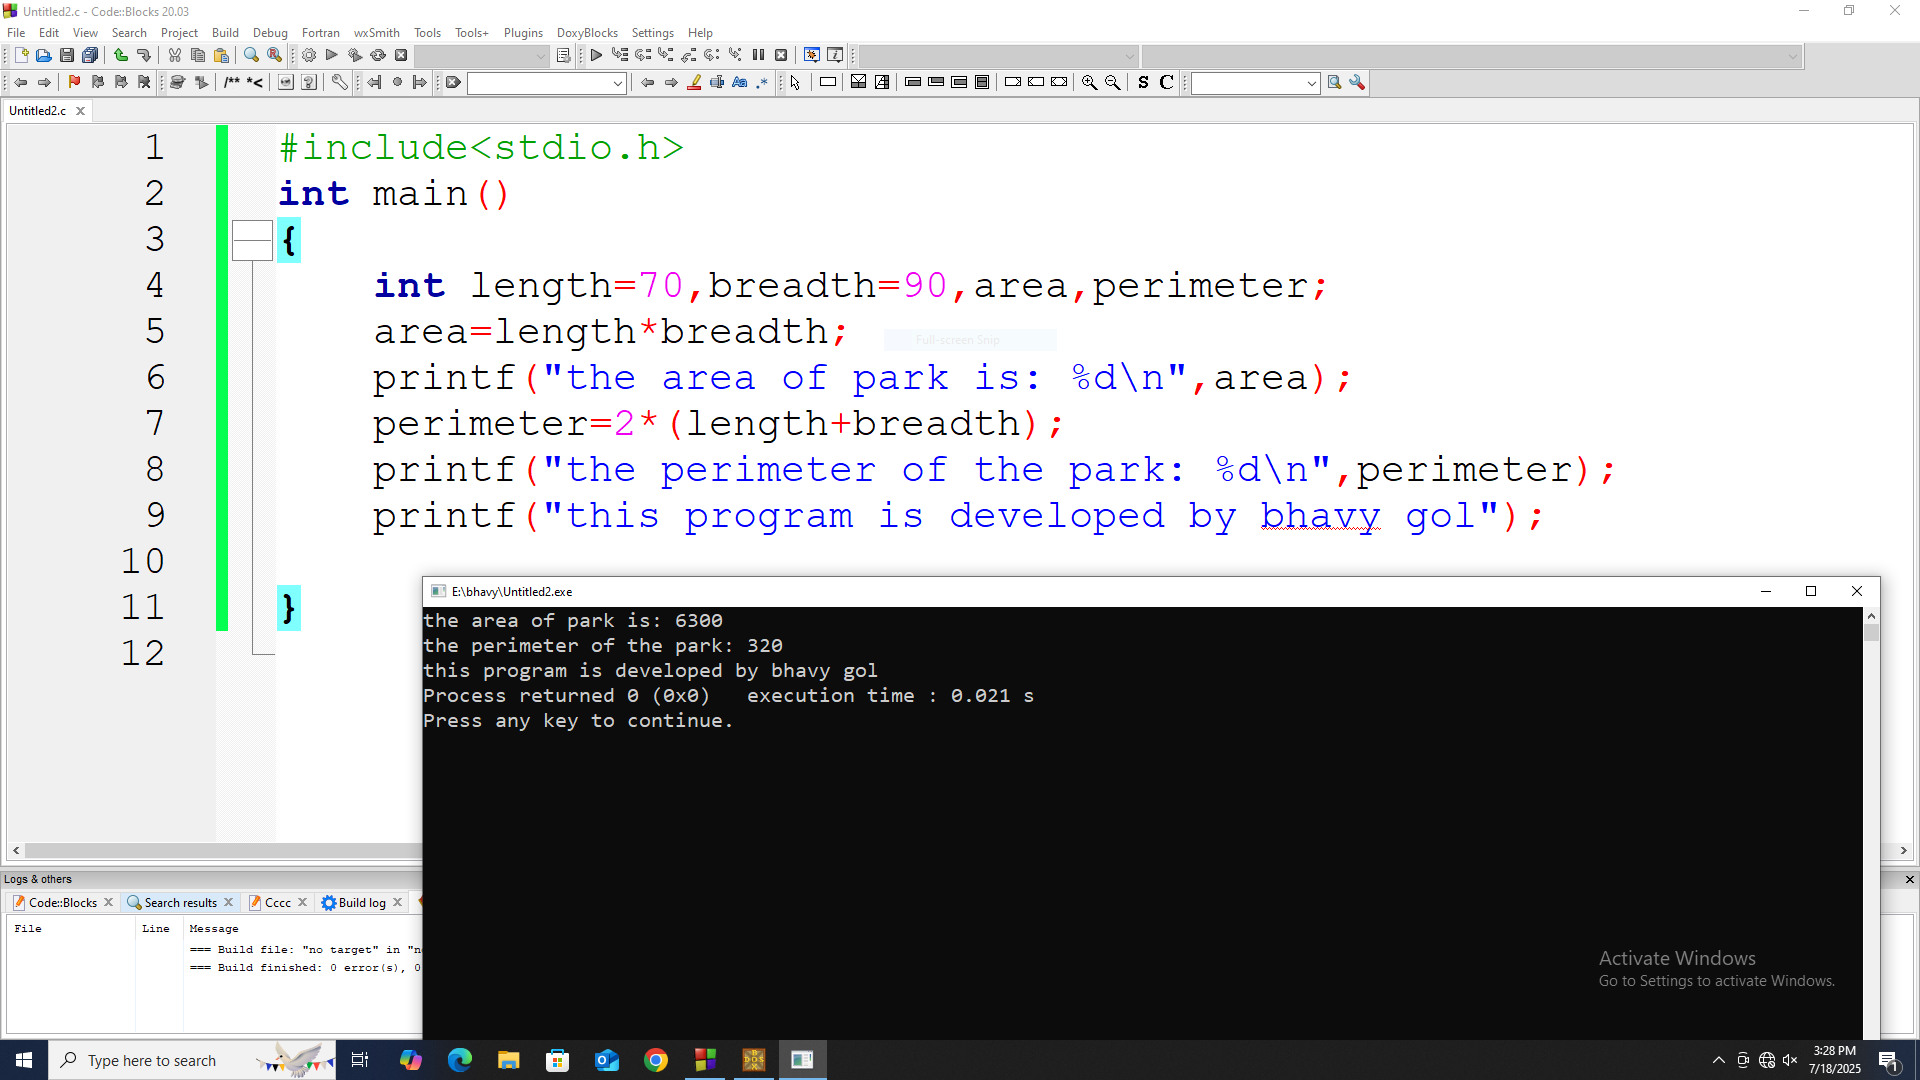 Untitled2.c - Code::Blocks 20.03
File Edit View Search Project Build Debug Fortran wxSmith Tools Tools+ Plugins DoxyBlocks Settings Help
/** *<
Aa .*
S C
Untitled2.c
1 #include<stdio.h>
2 int main()
3 {
4 int length=70,breadth=90,area,perimeter;
5 area=length*breadth;
Full-screen Snip
6 printf("the area of park is: %d\n",area);
7 perimeter=2*(length+breadth);
8 printf("the perimeter of the park: %d\n",perimeter);
9 printf("this program is developed by bhavy gol");
10
11 }
12
E:\bhavy\Untitled2.exe
the area of park is: 6300
the perimeter of the park: 320
this program is developed by bhavy gol
Process returned 0 (0x0)   execution time : 0.021 s
Press any key to continue.
Logs & others
Code::Blocks Search results Cccc Build log
File Line Message
=== Build file: "no target" in
=== Build finished: 0 error(s),
Activate Windows
Go to Settings to activate Windows.
Type here to search
3:28 PM
7/18/2025
1